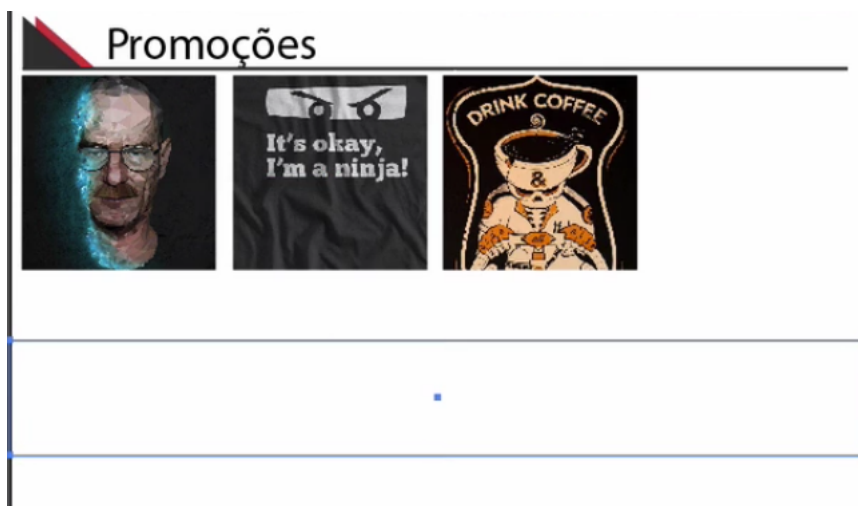 Promoções
It's okay,
I'm a ninja!
DRINK COFFEE
&